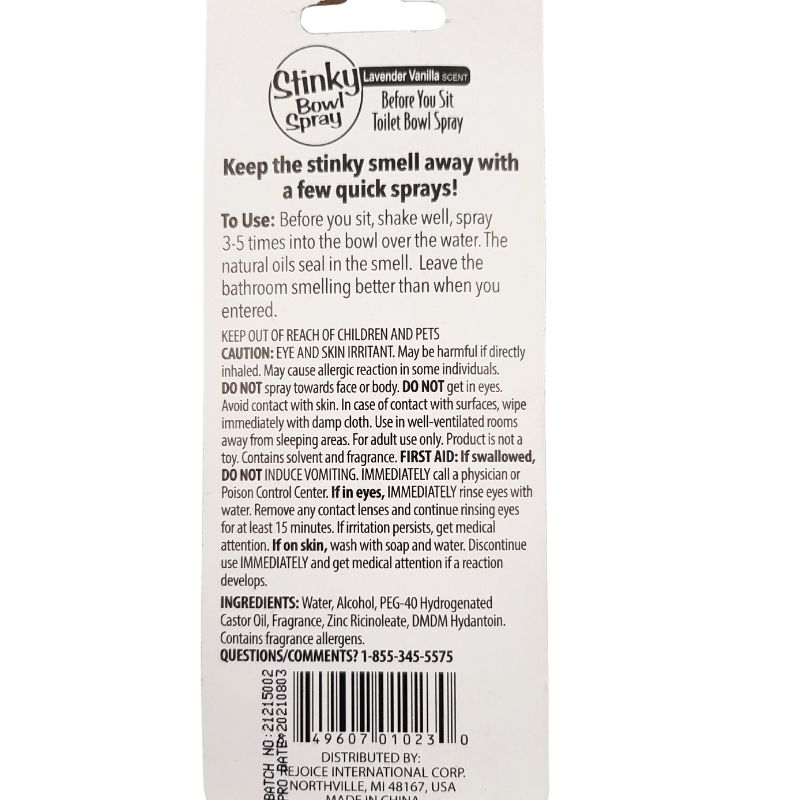 Stinky
Bowl
Spray
Lavender Vanilla SCENT
Before You Sit
Toilet Bowl Spray
Keep the stinky smell away with
a few quick sprays!
To Use: Before you sit, shake well, spray
3-5 times into the bowl over the water. The
natural oils seal in the smell. Leave the
bathroom smelling better than when you
entered.
KEEP OUT OF REACH OF CHILDREN AND PETS
CAUTION: EYE AND SKIN IRRITANT. May be harmful if directly
inhaled. May cause allergic reaction in some individuals.
DO NOT spray towards face or body. DO NOT get in eyes.
Avoid contact with skin. In case of contact with surfaces, wipe
immediately with damp cloth. Use in well-ventilated rooms
away from sleeping areas. For adult use only. Product is not a
toy. Contains solvent and fragrance. FIRST AID: If swallowed,
DO NOT INDUCE VOMITING. IMMEDIATELY call a physician or
Poison Control Center. If in eyes, IMMEDIATELY rinse eyes with
water. Remove any contact lenses and continue rinsing eyes
for at least 15 minutes. If irritation persists, get medical
attention. If on skin, wash with soap and water. Discontinue
use IMMEDIATELY and get medical attention if a reaction
develops.
INGREDIENTS: Water, Alcohol, PEG-40 Hydrogenated
Castor Oil, Fragrance, Zinc Ricinoleate, DMDM Hydantoin.
Contains fragrance allergens.
QUESTIONS/COMMENTS? 1-855-345-5575
BATCH NO:21215002
PRO DATE:20210803
49607 01023 0
DISTRIBUTED BY:
REJOICE INTERNATIONAL CORP.
NORTHVILLE, MI 48167, USA
MADE IN CHINA